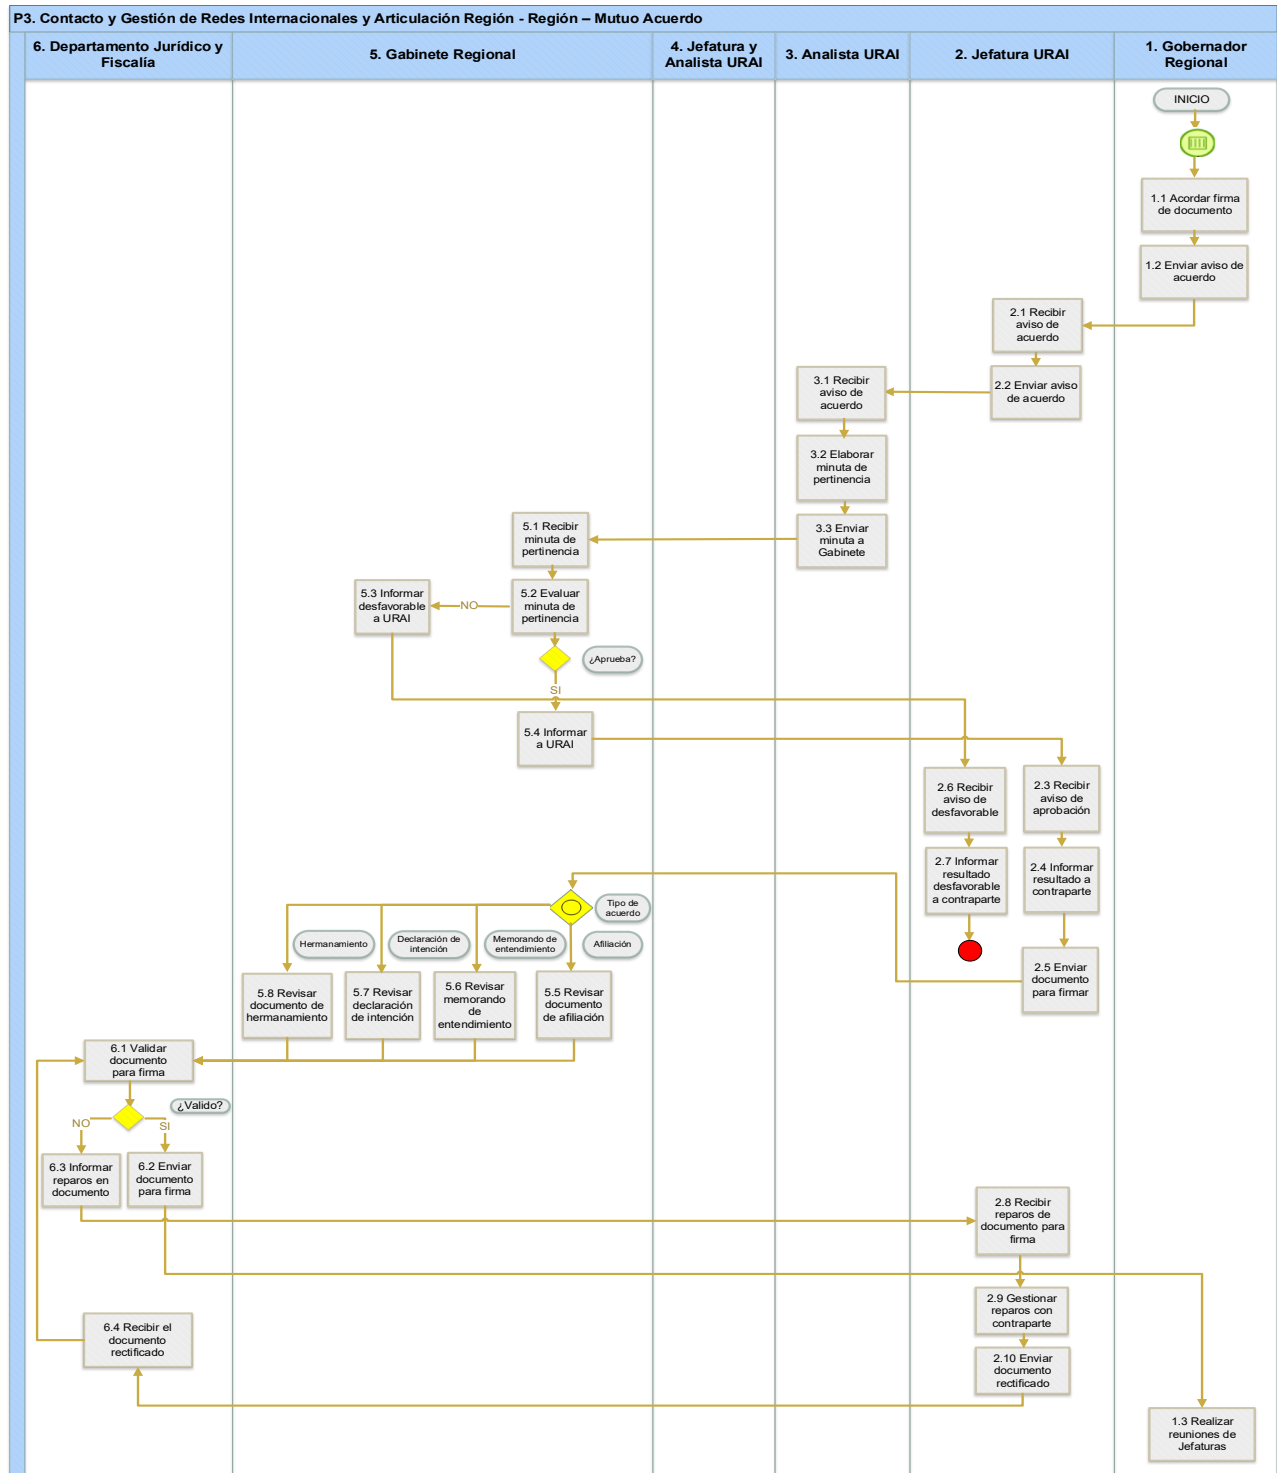 P3. Contacto y Gestión de Redes Internacionales y Articulación Región - Región – Mutuo Acuerdo
6. Departamento Jurídico y
Fiscalía
5. Gabinete Regional
4. Jefatura y
Analista URAI
3. Analista URAI
2. Jefatura URAI
1. Gobernador
Regional
INICIO
1.1 Acordar firma
de documento
1.2 Enviar aviso de
acuerdo
2.1 Recibir
aviso de
acuerdo
2.2 Enviar aviso
de acuerdo
3.1 Recibir
aviso de
acuerdo
3.2 Elaborar
minuta de
pertinencia
3.3 Enviar
minuta a
Gabinete
5.1 Recibir
minuta de
pertinencia
5.2 Evaluar
minuta de
pertinencia
NO
5.3 Informar
desfavorable
a URAI
¿Aprueba?
SI
5.4 Informar
a URAI
2.6 Recibir
aviso de
desfavorable
2.3 Recibir
aviso de
aprobación
2.7 Informar
resultado
desfavorable
a contraparte
2.4 Informar
resultado a
contraparte
2.5 Enviar
documento
para firmar
Tipo de
acuerdo
Hermanamiento
Declaración de
intención
Memorando de
entendimiento
Afiliación
5.8 Revisar
documento de
hermanamiento
5.7 Revisar
declaración
de intención
5.6 Revisar
memorando
de
entendimiento
5.5 Revisar
documento
de afiliación
6.1 Validar
documento
para firma
¿Valido?
NO
SI
6.3 Informar
reparos en
documento
6.2 Enviar
documento
para firma
2.8 Recibir
reparos de
documento para
firma
2.9 Gestionar
reparos con
contraparte
2.10 Enviar
documento
rectificado
6.4 Recibir el
documento
rectificado
1.3 Realizar
reuniones de
Jefaturas